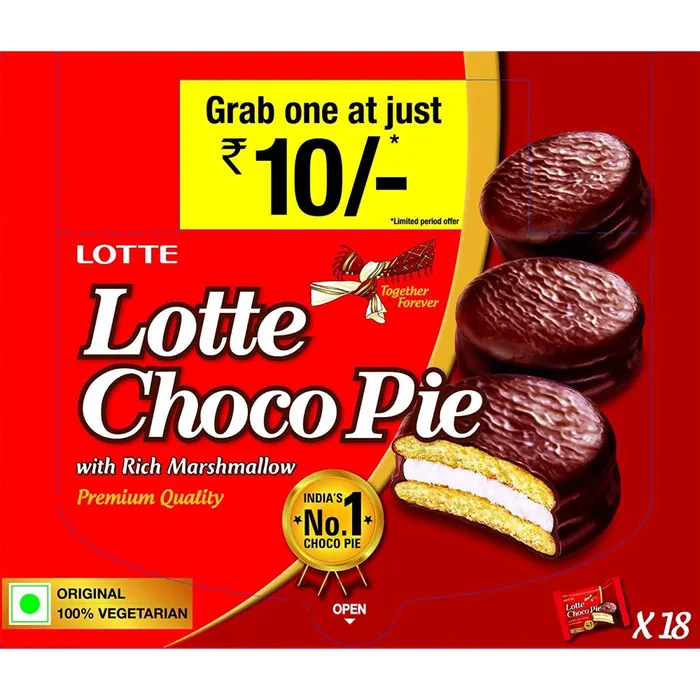 Grab one at just
₹10/-*
*Limited period offer
LOTTE
Together
Forever
Lotte
Choco Pie
with Rich Marshmallow
Premium Quality
INDIA'S
No.1
CHOCO PIE
ORIGINAL
100% VEGETARIAN
OPEN
LOTTE
Lotte
Choco Pie
X 18